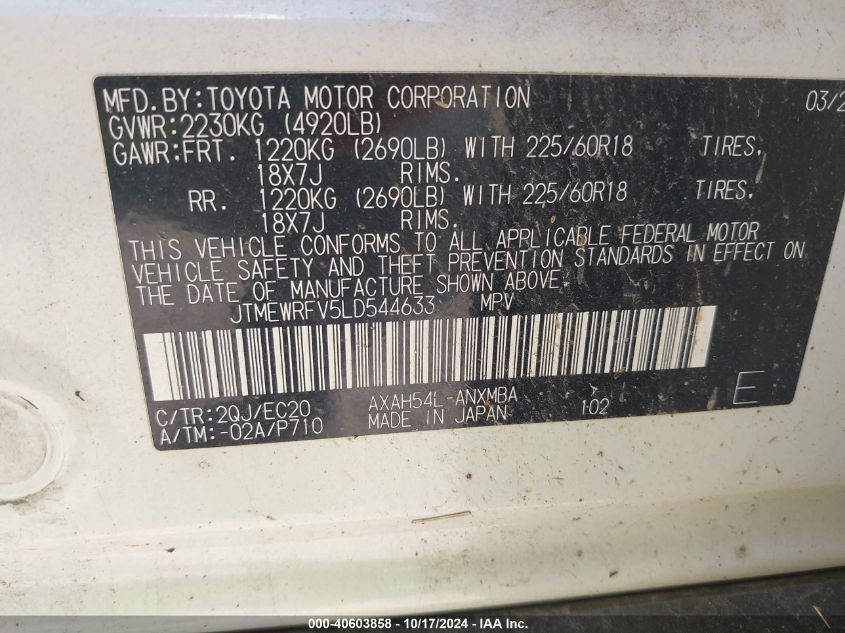 MFD.BY:TOYOTA MOTOR CORPORATION 03/2
GVWR:2230KG (4920LB)
GAWR:FRT. 1220KG (2690LB) WITH 225/60R18 TIRES,
18X7J RIMS.
RR. 1220KG (2690LB) WITH 225/60R18 TIRES,
18X7J RIMS.
THIS VEHICLE CONFORMS TO ALL APPLICABLE FEDERAL MOTOR
VEHICLE SAFETY AND THEFT PREVENTION STANDARDS IN EFFECT ON
THE DATE OF MANUFACTURE SHOWN ABOVE.
JTMEWRFV5LD544633 MPV
C/TR:2QJ/EC20 AXAH54L-ANXMBA 102 E
A/TM:-02A/P710 MADE IN JAPAN
000-40603858 - 10/17/2024 - IAA Inc.